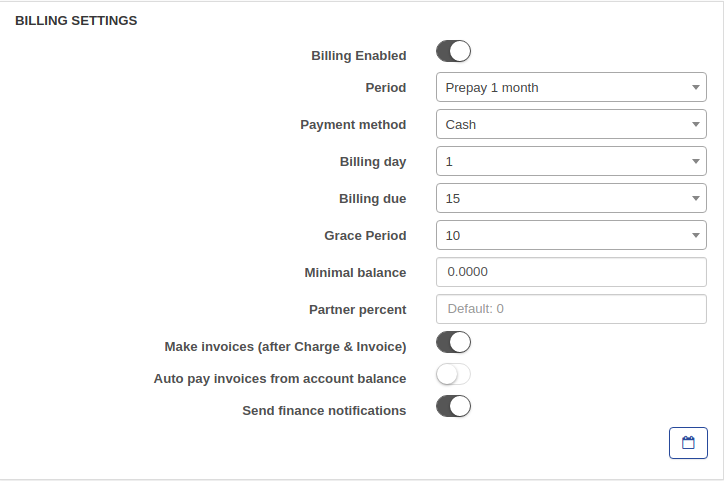 BILLING SETTINGS
Billing Enabled
Period Prepay 1 month
Payment method Cash
Billing day 1
Billing due 15
Grace Period 10
Minimal balance 0.0000
Partner percent Default: 0
Make invoices (after Charge & Invoice)
Auto pay invoices from account balance
Send finance notifications